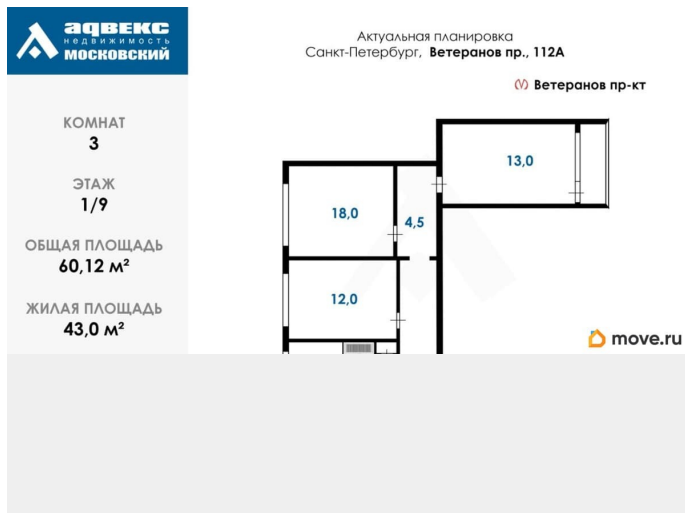 адвекс
недвижимость
МОСКОВСКИЙ
Актуальная планировка
Санкт-Петербург, Ветеранов пр., 112А
Ветеранов пр-кт
КОМНАТ
3
ЭТАЖ
1/9
ОБЩАЯ ПЛОЩАДЬ
60,12 м²
ЖИЛАЯ ПЛОЩАДЬ
43,0 м²
13,0
18,0
4,5
12,0
move.ru